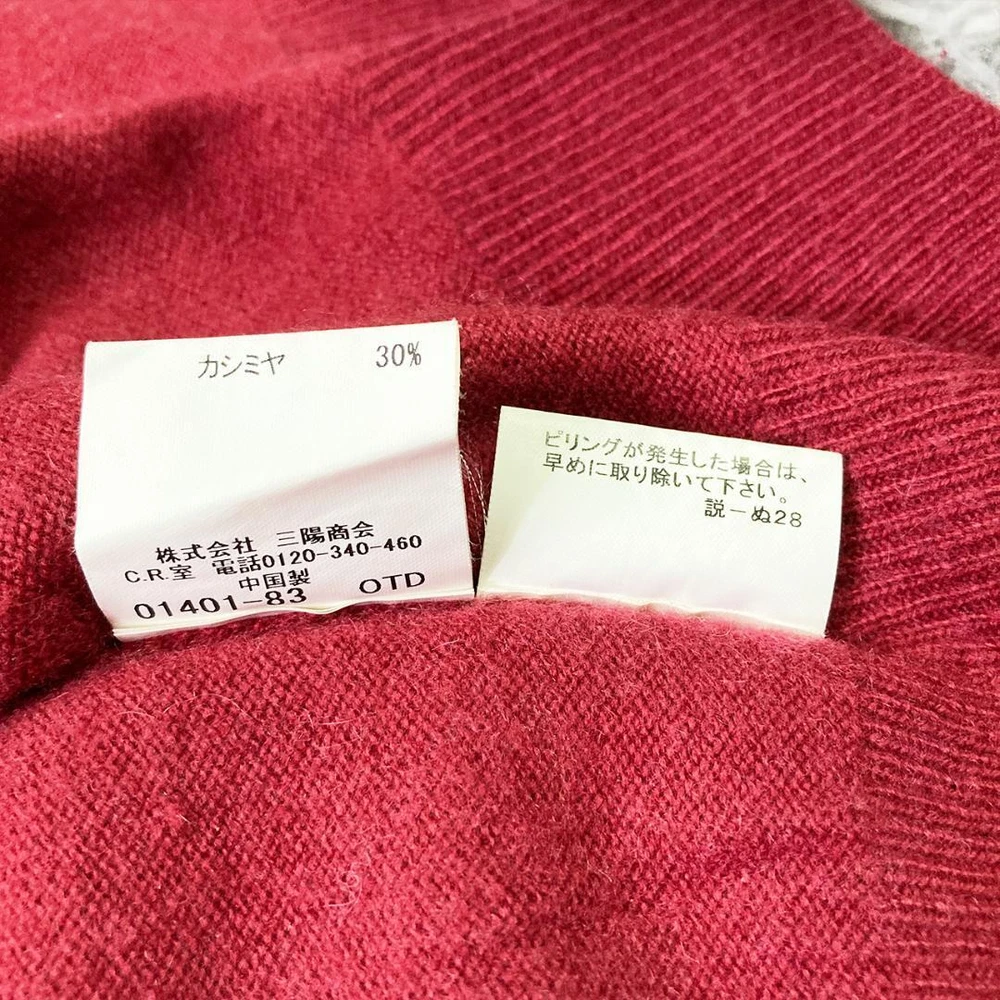 カシミヤ 30%
株式会社 三陽商会
C.R.室 電話0120-340-460
中国製
01401-83 OTD
ピリングが発生した場合は、
早めに取り除いて下さい。
説ーぬ28